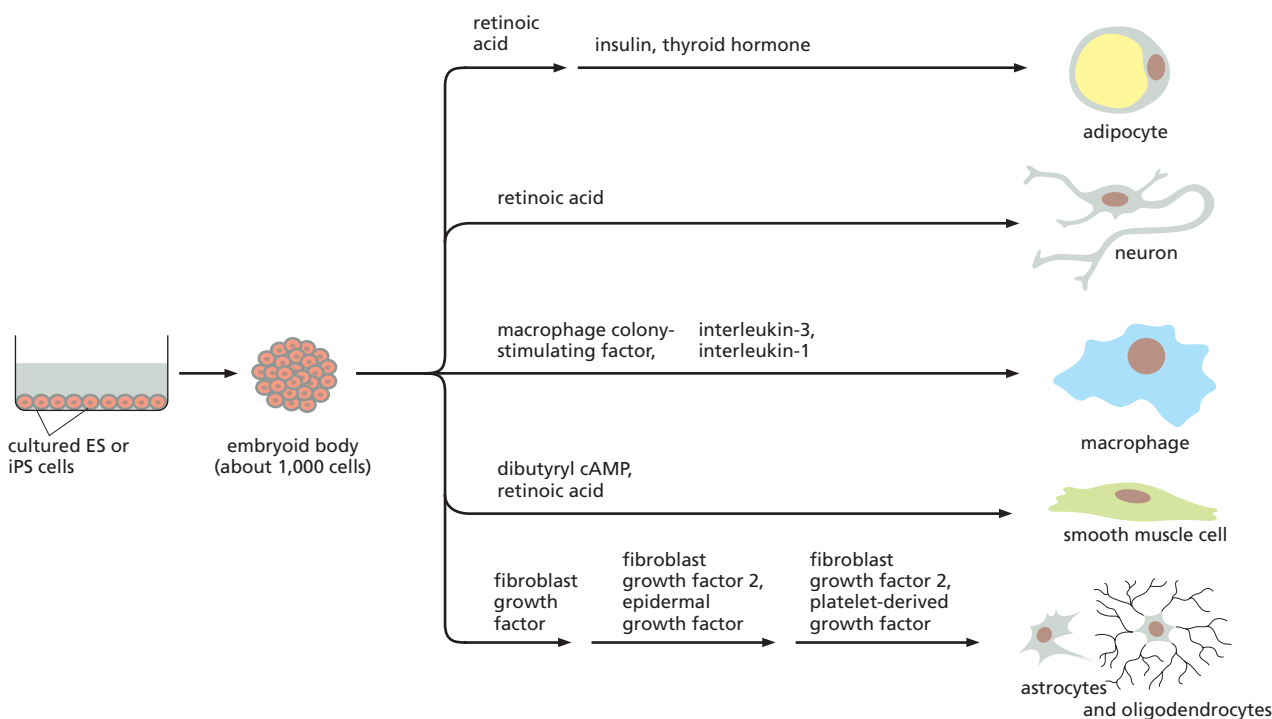 retinoic
acid
insulin, thyroid hormone
adipocyte
retinoic acid
neuron
macrophage colony-
stimulating factor,
interleukin-3,
interleukin-1
macrophage
cultured ES or
iPS cells
embryoid body
(about 1,000 cells)
dibutyryl cAMP,
retinoic acid
smooth muscle cell
fibroblast
growth
factor
fibroblast
growth factor 2,
epidermal
growth factor
fibroblast
growth factor 2,
platelet-derived
growth factor
astrocytes
and oligodendrocytes